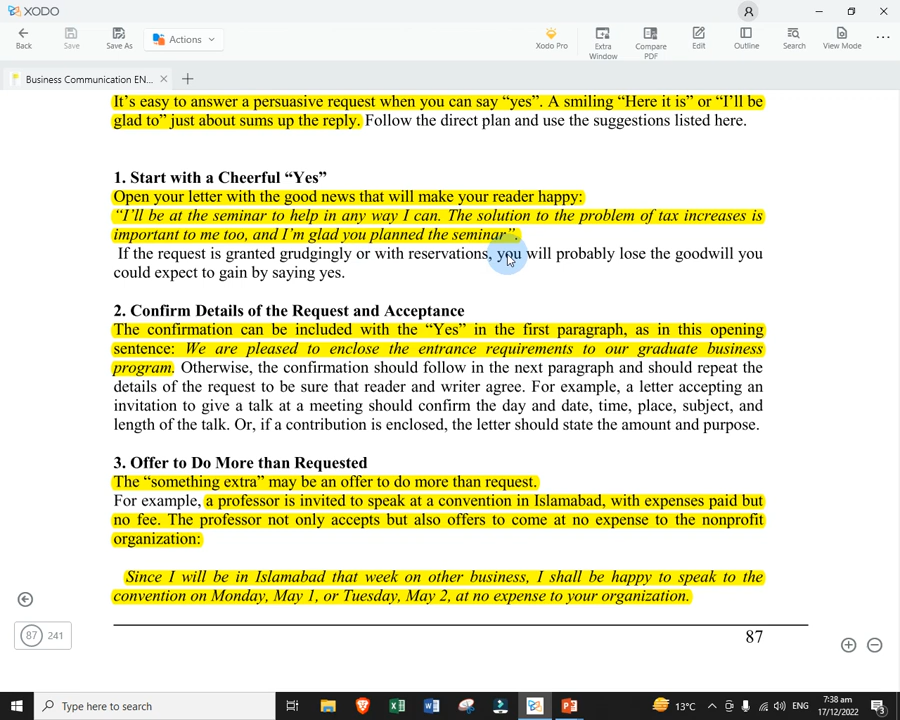 XODO
Back
Save
Save As
Actions
Xodo Pro
Extra Window
Compare PDF
Edit
Outline
Search
View Mode
Business Communication EN...
It's easy to answer a persuasive request when you can say “yes”. A smiling “Here it is” or “I'll be
glad to” just about sums up the reply. Follow the direct plan and use the suggestions listed here.
1. Start with a Cheerful “Yes”
Open your letter with the good news that will make your reader happy:
“I'll be at the seminar to help in any way I can. The solution to the problem of tax increases is
important to me too, and I'm glad you planned the seminar”.
If the request is granted grudgingly or with reservations, you will probably lose the goodwill you
could expect to gain by saying yes.
2. Confirm Details of the Request and Acceptance
The confirmation can be included with the “Yes” in the first paragraph, as in this opening
sentence: We are pleased to enclose the entrance requirements to our graduate business
program. Otherwise, the confirmation should follow in the next paragraph and should repeat the
details of the request to be sure that reader and writer agree. For example, a letter accepting an
invitation to give a talk at a meeting should confirm the day and date, time, place, subject, and
length of the talk. Or, if a contribution is enclosed, the letter should state the amount and purpose.
3. Offer to Do More than Requested
The “something extra” may be an offer to do more than request.
For example, a professor is invited to speak at a convention in Islamabad, with expenses paid but
no fee. The professor not only accepts but also offers to come at no expense to the nonprofit
organization:
Since I will be in Islamabad that week on other business, I shall be happy to speak to the
convention on Monday, May 1, or Tuesday, May 2, at no expense to your organization.
87 241
87
Type here to search
13°C
ENG
7:38 am
17/12/2022
3